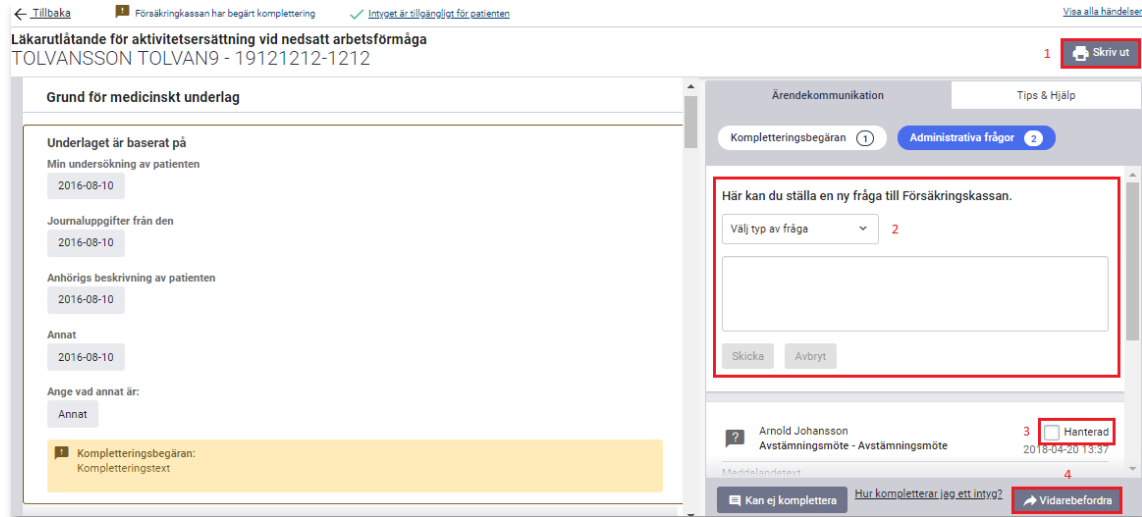 Tillbaka
Försäkringkassan har begärt komplettering
Intyget är tillgängligt för patienten
Visa alla händelser
Läkarutlåtande för aktivitetsersättning vid nedsatt arbetsförmåga
TOLVANSSON TOLVAN9 - 19121212-1212
1
Skriv ut
Grund för medicinskt underlag
Underlaget är baserat på
Min undersökning av patienten
2016-08-10
Journaluppgifter från den
2016-08-10
Anhörigs beskrivning av patienten
2016-08-10
Annat
2016-08-10
Ange vad annat är:
Annat
Kompletteringsbegäran:
Kompletteringstext
Ärendekommunikation
Tips & Hjälp
Kompletteringsbegäran 1
Administrativa frågor 2
Här kan du ställa en ny fråga till Försäkringskassan.
Välj typ av fråga
2
Skicka
Avbryt
Arnold Johansson
Avstämningsmöte - Avstämningsmöte
3
Hanterad
2018-04-20 13:37
Meddelandetext
4
Kan ej komplettera
Hur kompletterar jag ett intyg?
Vidarebefordra